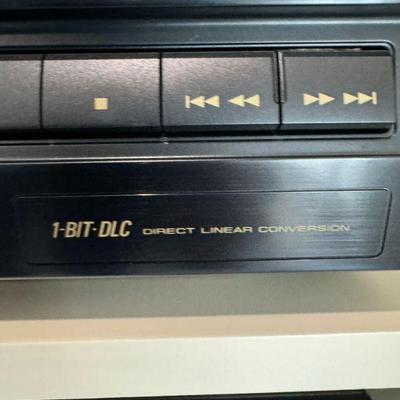 1-BIT·DLC DIRECT LINEAR CONVERSION